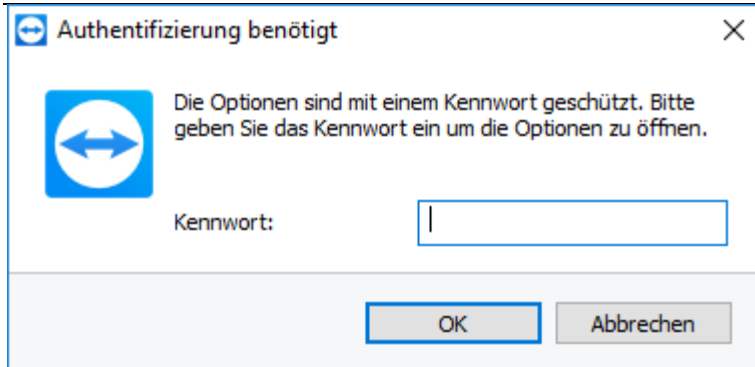 Authentifizierung benötigt
Die Optionen sind mit einem Kennwort geschützt. Bitte
geben Sie das Kennwort ein um die Optionen zu öffnen.
Kennwort:
OK
Abbrechen